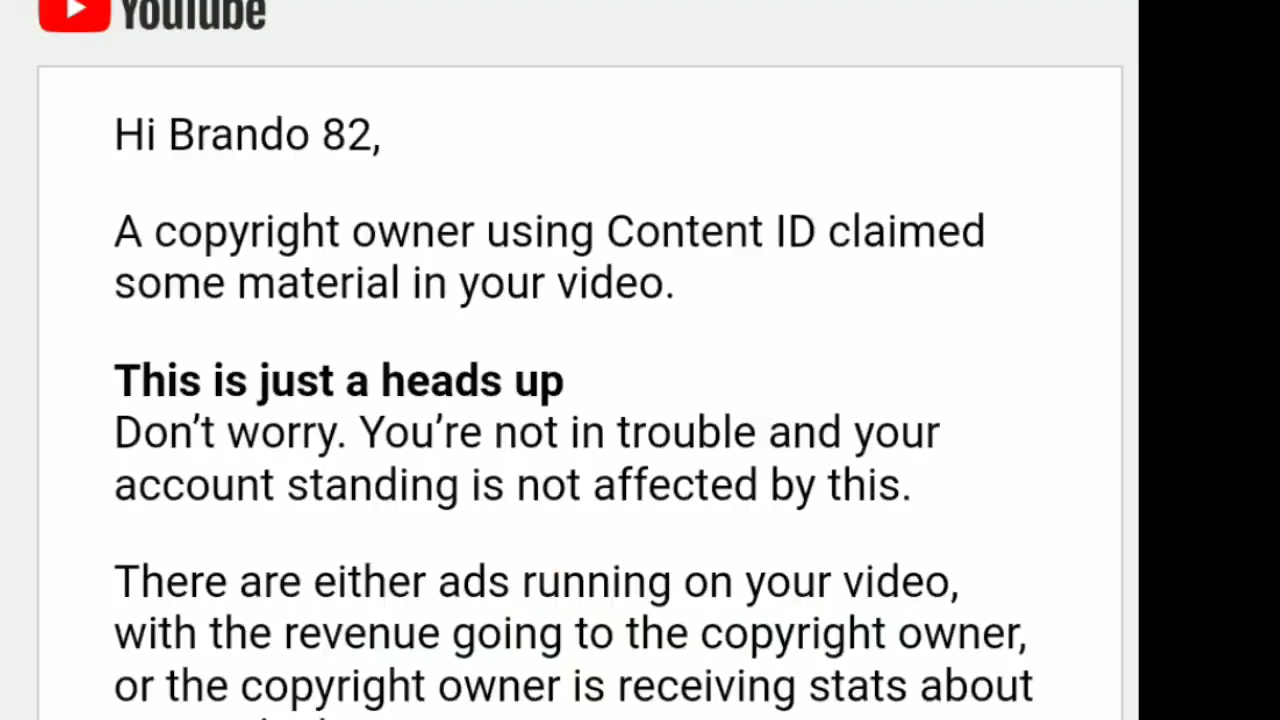 YouTube
Hi Brando 82,
A copyright owner using Content ID claimed
some material in your video.
This is just a heads up
Don’t worry. You’re not in trouble and your
account standing is not affected by this.
There are either ads running on your video,
with the revenue going to the copyright owner,
or the copyright owner is receiving stats about